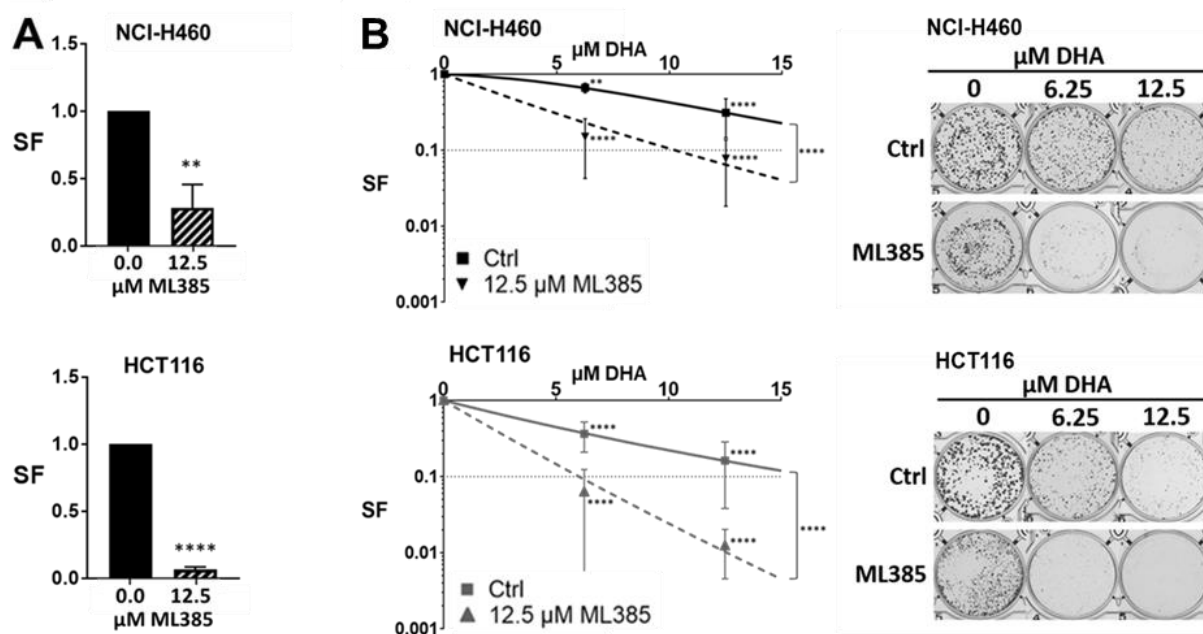 A
NCI-H460
1.5
1.0
SF
**
0.5
0.0
0.0 12.5
µM ML385
HCT116
1.5
1.0
SF
0.5
****
0.0
0.0 12.5
µM ML385
B
NCI-H460
µM DHA
0 5 10 15
1
**
****
0.1
****
****
****
SF
0.01
■ Ctrl
▼ 12.5 µM ML385
0.001
HCT116
µM DHA
0 5 10 15
1
****
****
0.1
****
****
SF
0.01
****
■ Ctrl
▲ 12.5 µM ML385
0.001
NCI-H460
µM DHA
0 6.25 12.5
Ctrl
ML385
HCT116
µM DHA
0 6.25 12.5
Ctrl
ML385